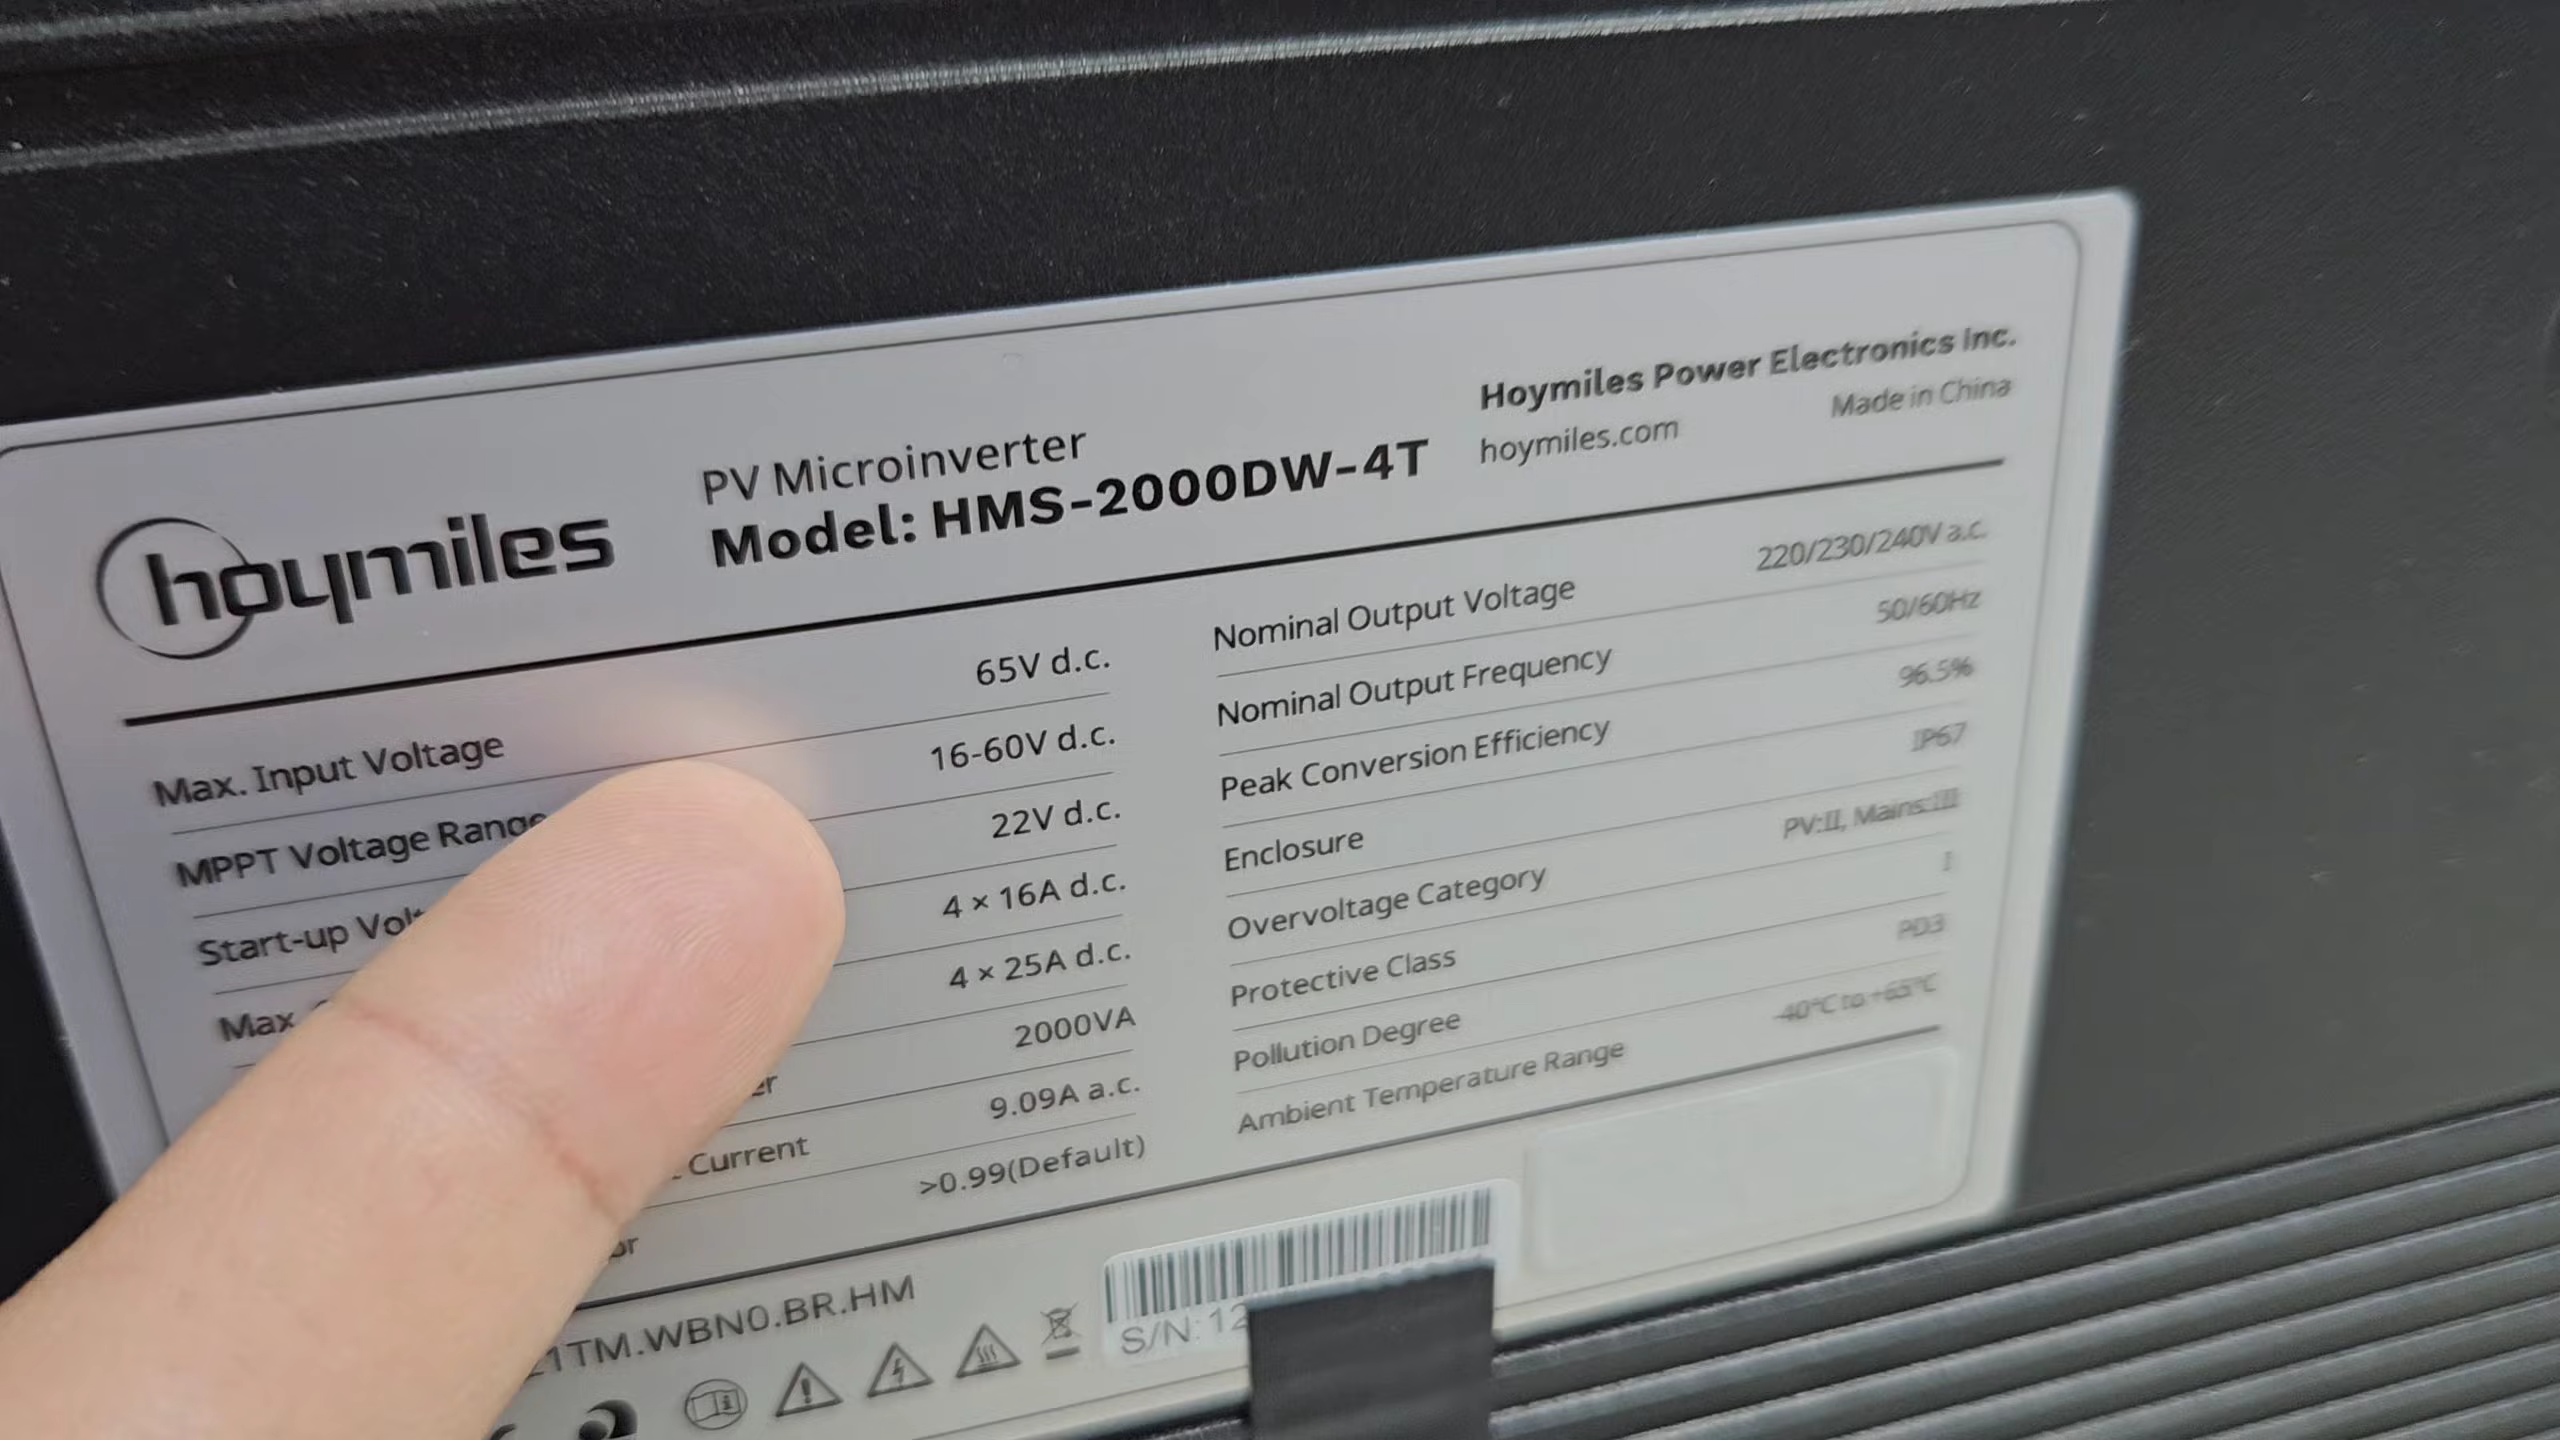 hoymiles
PV Microinverter
Model: HMS-2000DW-4T
Hoymiles Power Electronics Inc.
hoymiles.com Made in China
Max. Input Voltage 65V d.c.
MPPT Voltage Range 16-60V d.c.
Start-up 22V d.c.
Max. 4 × 16A d.c.
4 × 25A d.c.
2000VA
Current 9.09A a.c.
>0.99(Default)
Nominal Output Voltage 220/230/240V a.c.
Nominal Output Frequency 50/60Hz
Peak Conversion Efficiency 96.5%
Enclosure IP67
Overvoltage Category PV:II, Mains:III
Protective Class I
Pollution Degree PD3
Ambient Temperature Range -40°C to +65°C
1TM.WBN0.BR.HM
S/N: 12